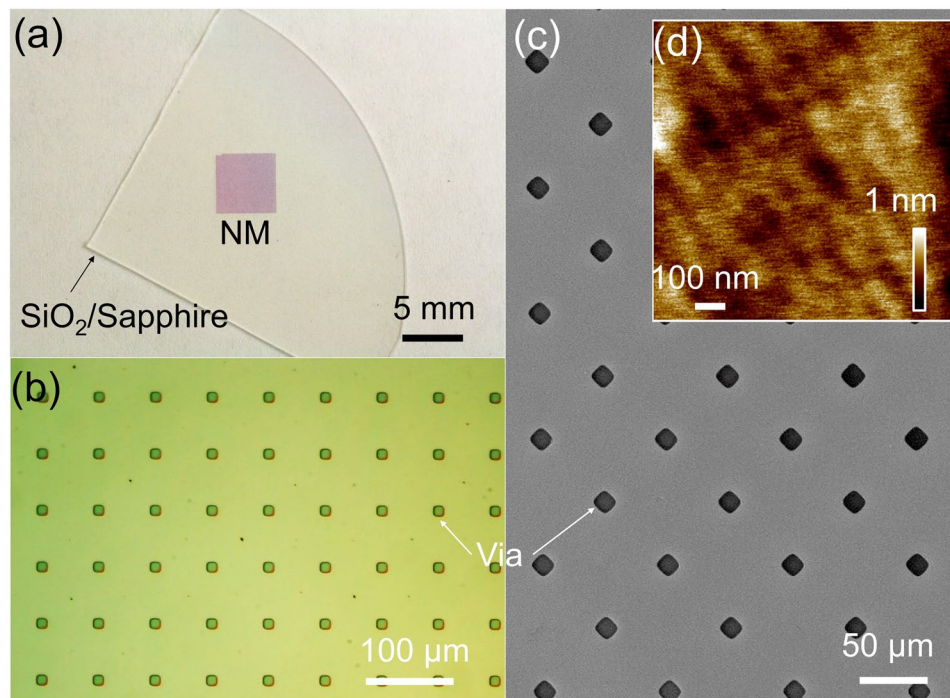 (a)
NM
SiO₂/Sapphire
5 mm
(b)
Via
100 μm
(c)
50 μm
(d)
1 nm
100 nm